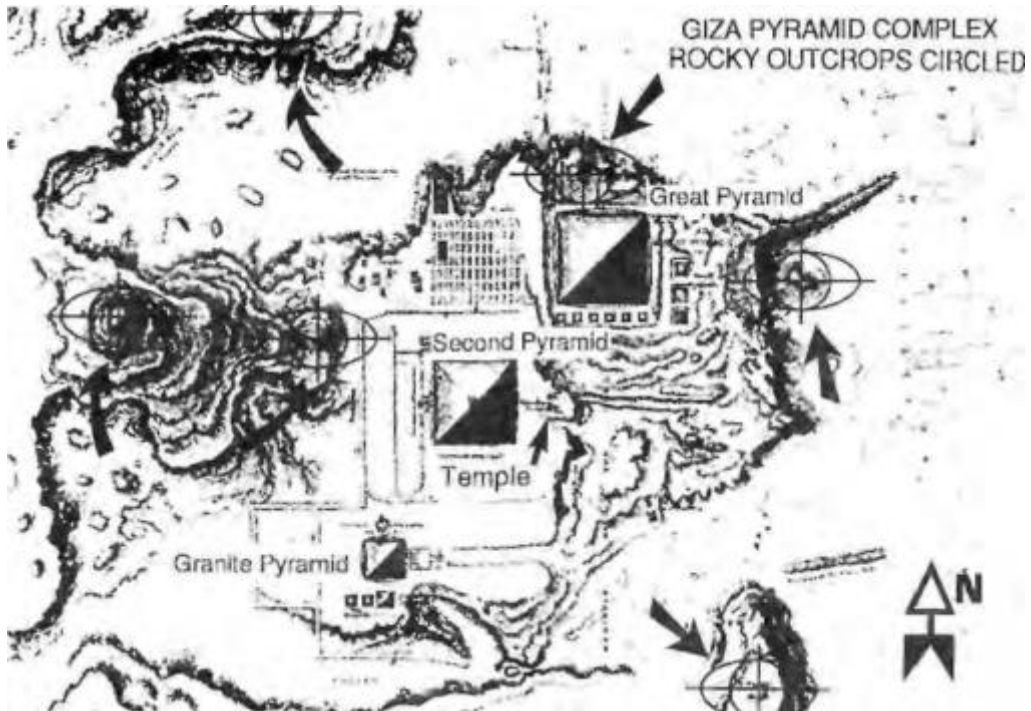 GIZA PYRAMID COMPLEX
ROCKY OUTCROPS CIRCLED
Great Pyramid
Second Pyramid
Temple
Granite Pyramid
N